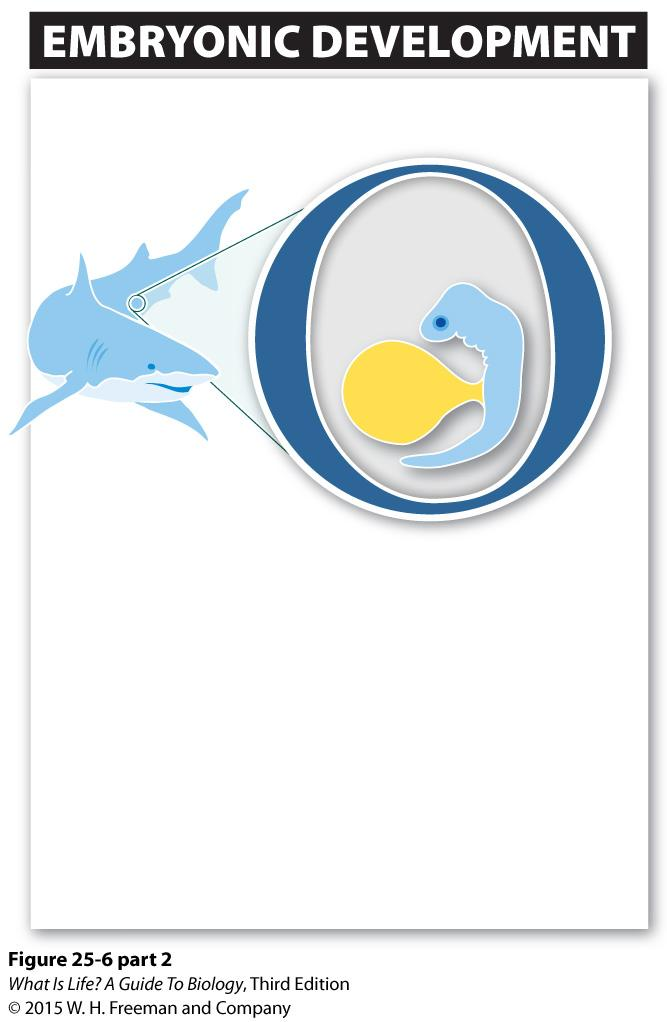 EMBRYONIC DEVELOPMENT
Figure 25-6 part 2
What Is Life? A Guide To Biology, Third Edition
© 2015 W. H. Freeman and Company